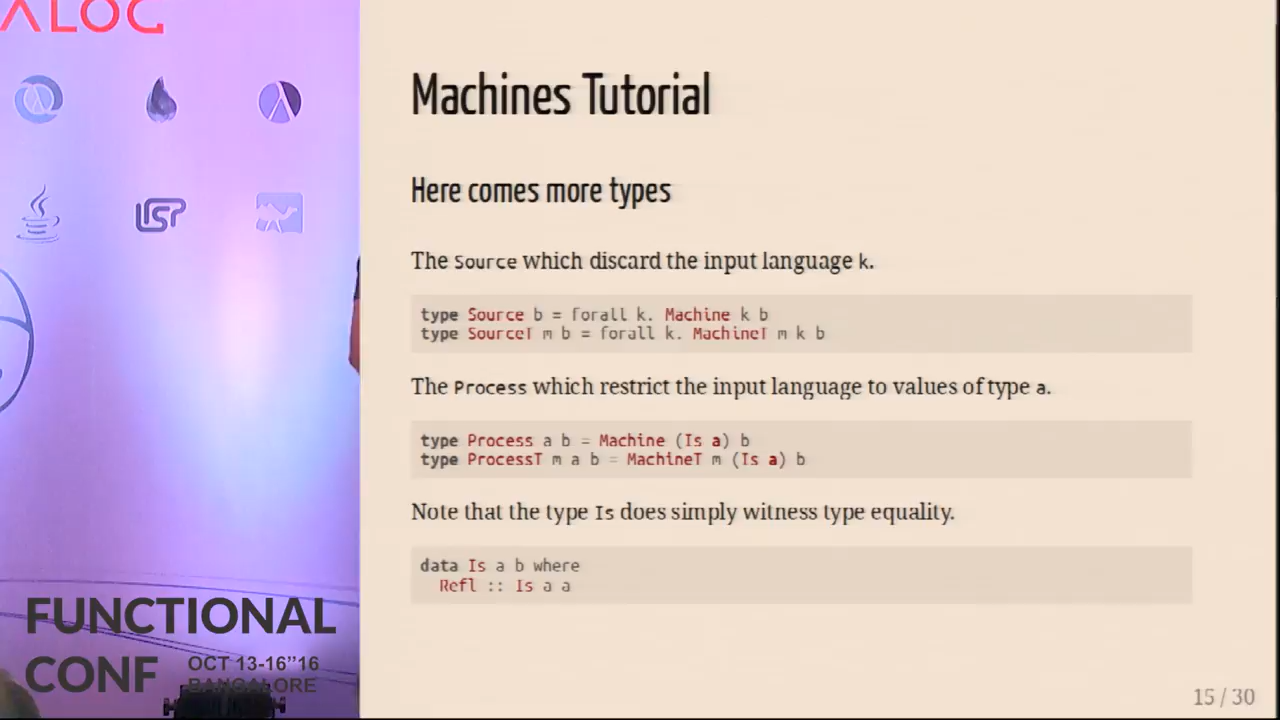 ALOG
LISP
FUNCTIONAL
CONF
OCT 13-16”16
BANGALORE
Machines Tutorial
Here comes more types
The Source which discard the input language k.
type Source b = forall k. Machine k b
type SourceT m b = forall k. MachineT m k b
The Process which restrict the input language to values of type a.
type Process a b = Machine (Is a) b
type ProcessT m a b = MachineT m (Is a) b
Note that the type Is does simply witness type equality.
data Is a b where
Refl :: Is a a
15 / 30